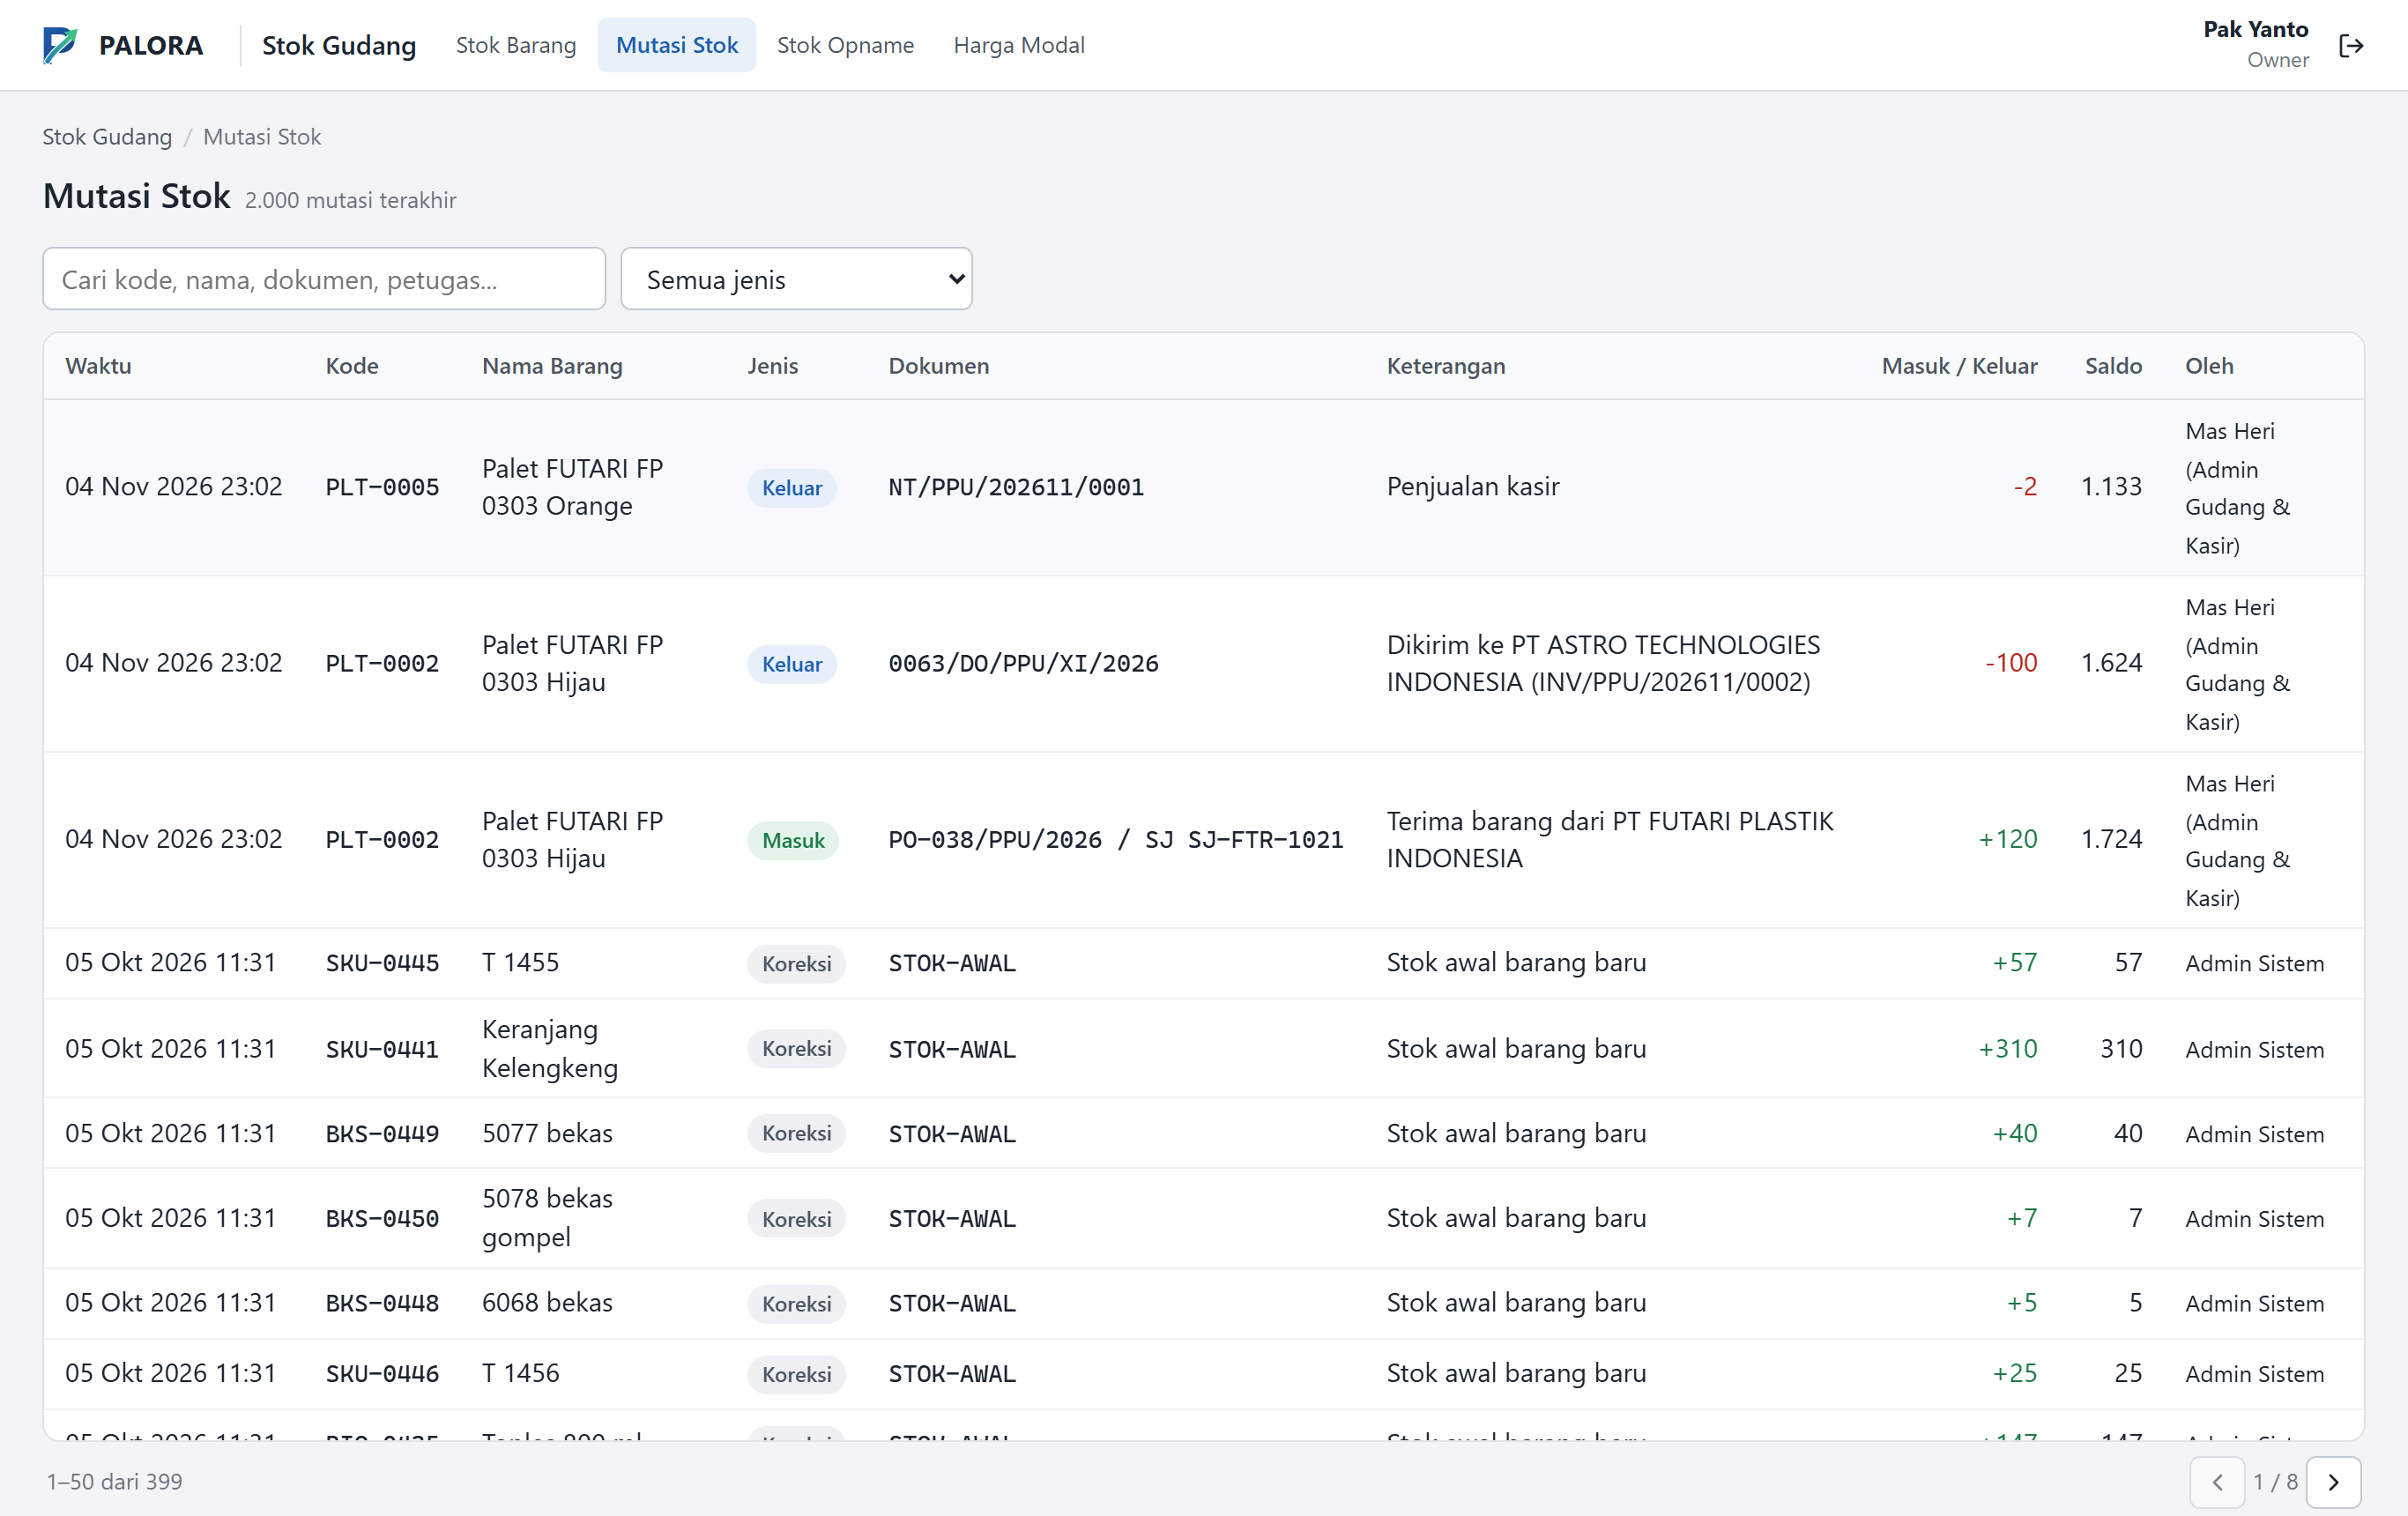 PALORA
Stok Gudang
Stok Barang
Mutasi Stok
Stok Opname
Harga Modal
Pak Yanto
Owner
Stok Gudang / Mutasi Stok
Mutasi Stok 2.000 mutasi terakhir
Cari kode, nama, dokumen, petugas...
Semua jenis
Waktu Kode Nama Barang Jenis Dokumen Keterangan Masuk / Keluar Saldo Oleh
04 Nov 2026 23:02 PLT-0005 Palet FUTARI FP
0303 Orange
Keluar NT/PPU/202611/0001 Penjualan kasir -2 1.133 Mas Heri
(Admin
Gudang &
Kasir)
04 Nov 2026 23:02 PLT-0002 Palet FUTARI FP
0303 Hijau
Keluar 0063/DO/PPU/XI/2026 Dikirim ke PT ASTRO TECHNOLOGIES
INDONESIA (INV/PPU/202611/0002)
-100 1.624 Mas Heri
(Admin
Gudang &
Kasir)
04 Nov 2026 23:02 PLT-0002 Palet FUTARI FP
0303 Hijau
Masuk PO-038/PPU/2026 / SJ SJ-FTR-1021 Terima barang dari PT FUTARI PLASTIK
INDONESIA
+120 1.724 Mas Heri
(Admin
Gudang &
Kasir)
05 Okt 2026 11:31 SKU-0445 T 1455 Koreksi STOK-AWAL Stok awal barang baru +57 57 Admin Sistem
05 Okt 2026 11:31 SKU-0441 Keranjang
Kelengkeng
Koreksi STOK-AWAL Stok awal barang baru +310 310 Admin Sistem
05 Okt 2026 11:31 BKS-0449 5077 bekas Koreksi STOK-AWAL Stok awal barang baru +40 40 Admin Sistem
05 Okt 2026 11:31 BKS-0450 5078 bekas
gompel
Koreksi STOK-AWAL Stok awal barang baru +7 7 Admin Sistem
05 Okt 2026 11:31 BKS-0448 6068 bekas Koreksi STOK-AWAL Stok awal barang baru +5 5 Admin Sistem
05 Okt 2026 11:31 SKU-0446 T 1456 Koreksi STOK-AWAL Stok awal barang baru +25 25 Admin Sistem
1–50 dari 399
1 / 8